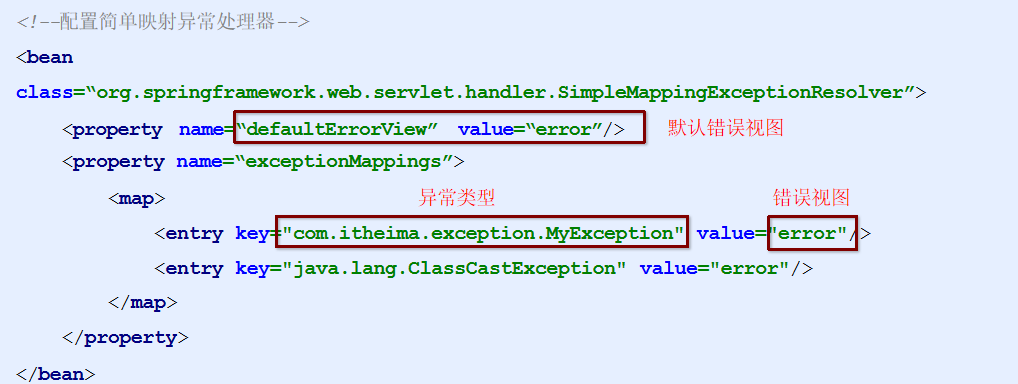 <!--配置简单映射异常处理器-->
<bean
class=“org.springframework.web.servlet.handler.SimpleMappingExceptionResolver”>
<property name=“defaultErrorView” value=“error”/> 默认错误视图
<property name=“exceptionMappings”>
<map> 异常类型 错误视图
<entry key="com.itheima.exception.MyException" value="error"/>
<entry key="java.lang.ClassCastException" value="error"/>
</map>
</property>
</bean>